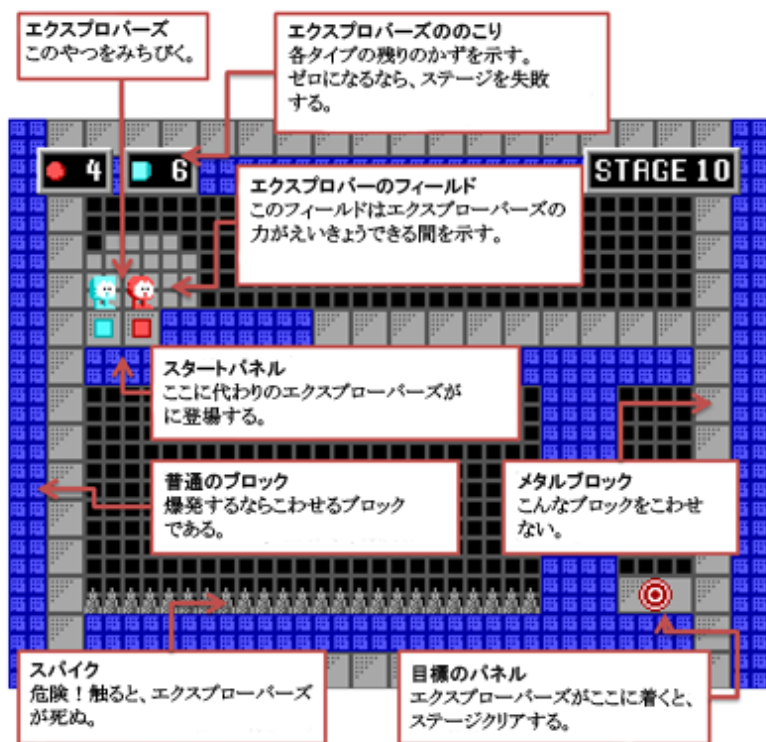 エクスプロバーズ
このやつをみちびく。
エクスプロバーズののこり
各タイプの残りのかずを示す。
ゼロになるなら、ステージを失敗
する。
4
6
STAGE 10
エクスプロバーのフィールド
このフィールドはエクスプローバーズの
力がえいきょうできる間を示す。
スタートパネル
ここに代わりのエクスプローバーズが
に登場する。
普通のブロック
爆発するならこわせるブロック
である。
メタルブロック
こんなブロックをこわせ
ない。
スパイク
危険！触ると、エクスプローバーズ
が死ぬ。
目標のパネル
エクスプローバーズがここに着くと、
ステージクリアする。